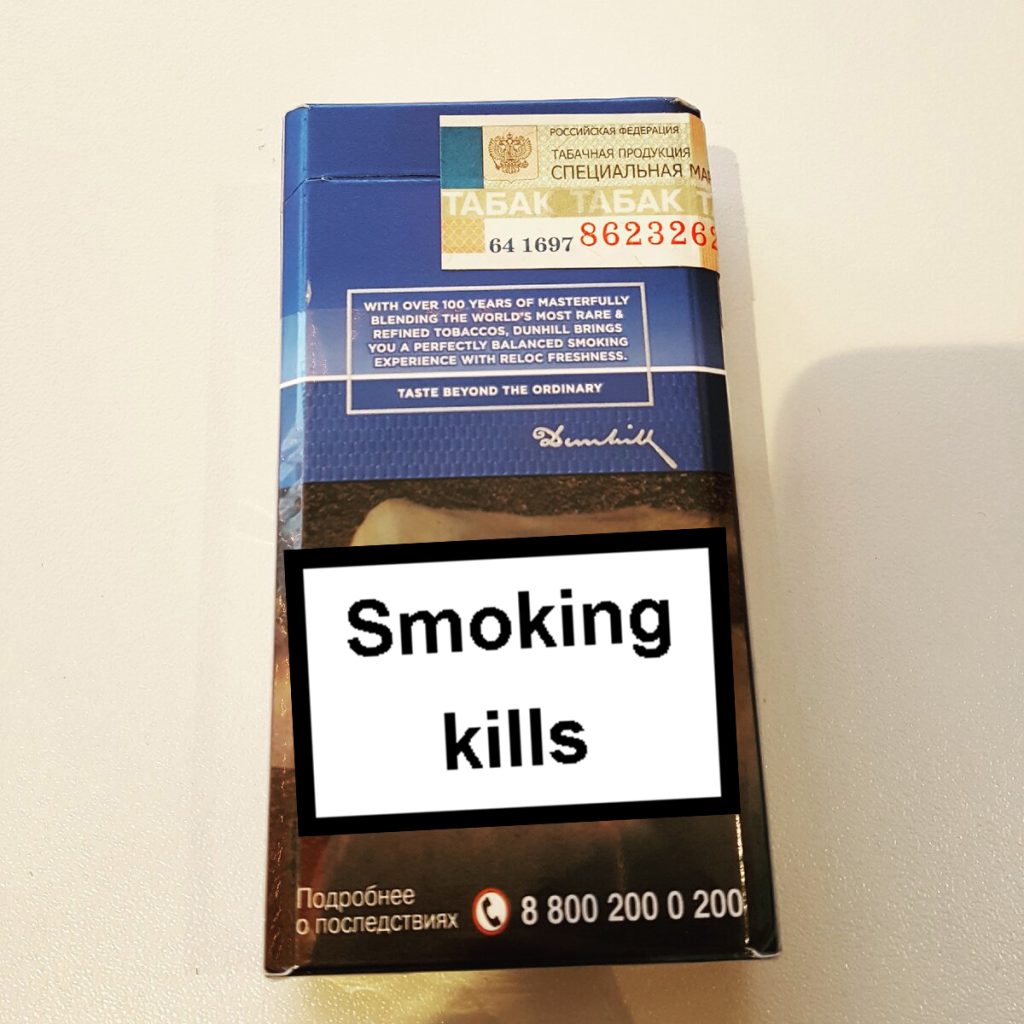 РОССИЙСКАЯ ФЕДЕРАЦИЯ
ТАБАЧНАЯ ПРОДУКЦИЯ
СПЕЦИАЛЬНАЯ
ТАБАК ТАБАК
64 1697 8623262
WITH OVER 100 YEARS OF MASTERFULLY
BLENDING THE WORLD'S MOST RARE &
REFINED TOBACCOS, DUNHILL BRINGS
YOU A PERFECTLY BALANCED SMOKING
EXPERIENCE WITH RELOC FRESHNESS.
TASTE BEYOND THE ORDINARY
Dunhill
Smoking
kills
Подробнее
о последствиях 8 800 200 0 200